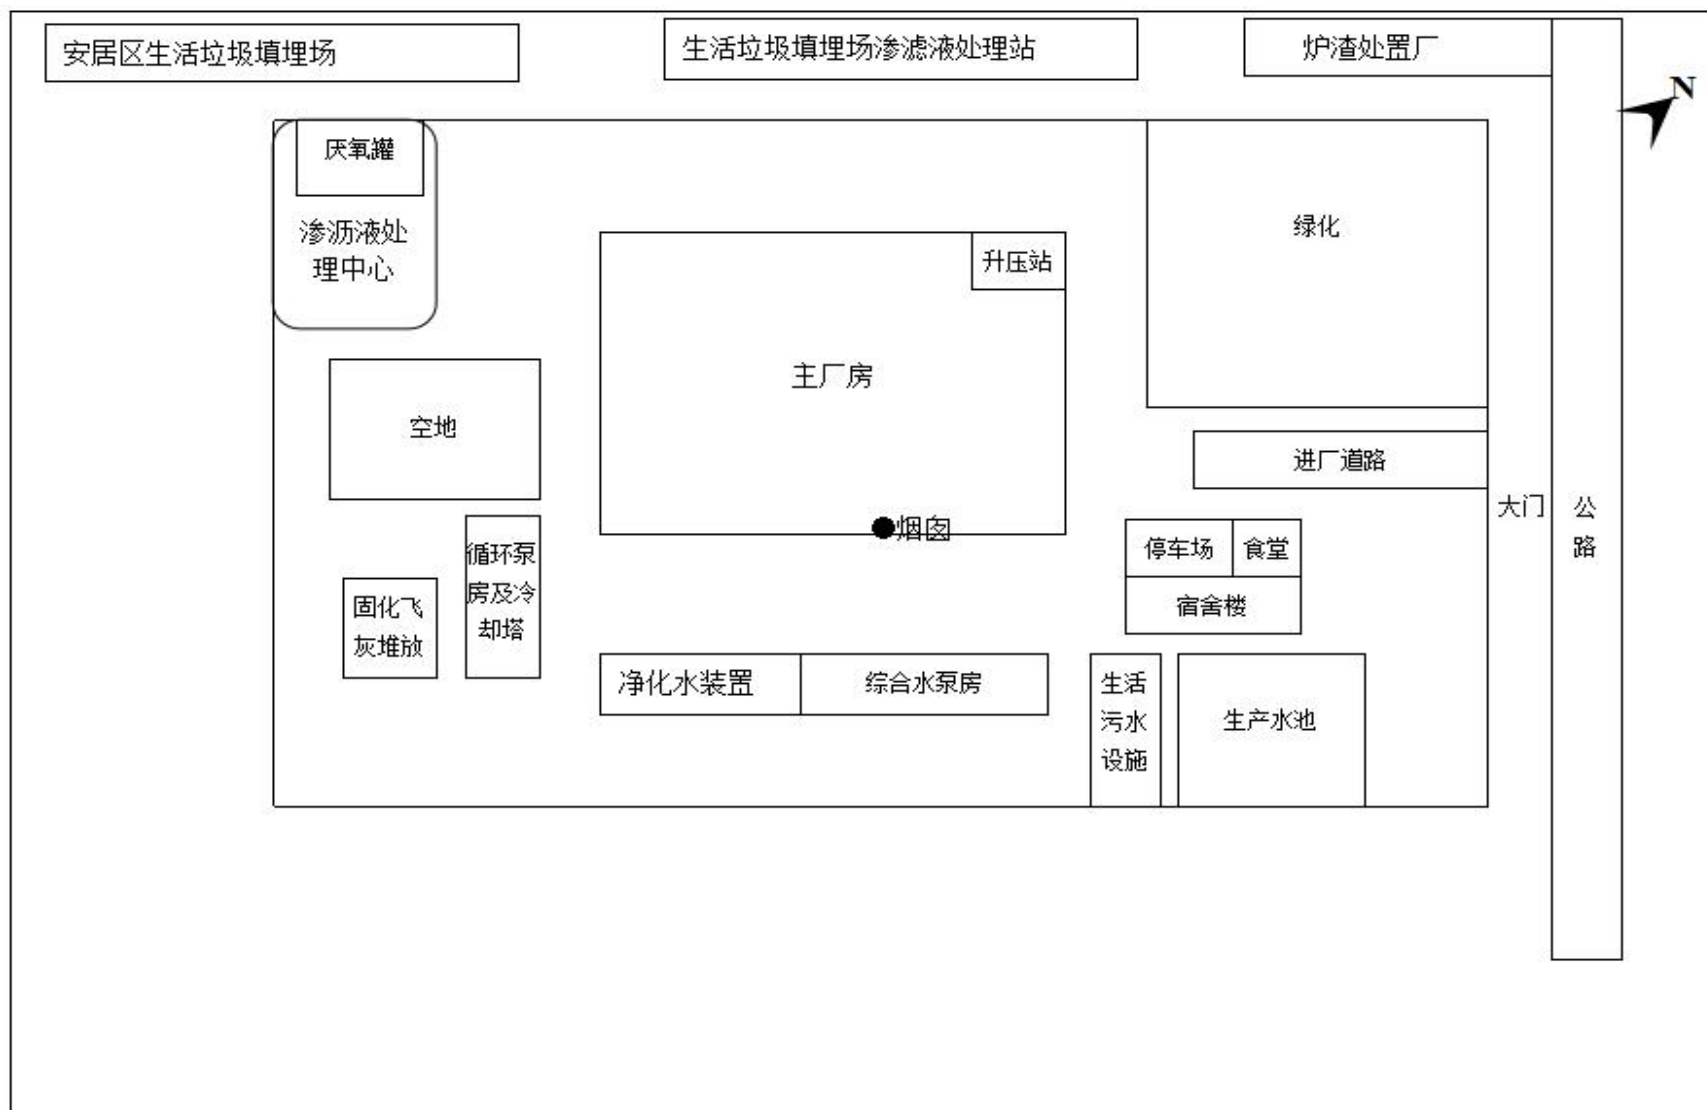 安居区生活垃圾填埋场
生活垃圾填埋场渗滤液处理站
炉渣处置厂
N
厌氧罐
渗沥液处
理中心
绿化
升压站
主厂房
空地
进厂道路
大门
公
路
烟囱
停车场
食堂
宿舍楼
循环泵
房及冷
却塔
固化飞
灰堆放
净化水装置
综合水泵房
生活
污水
设施
生产水池